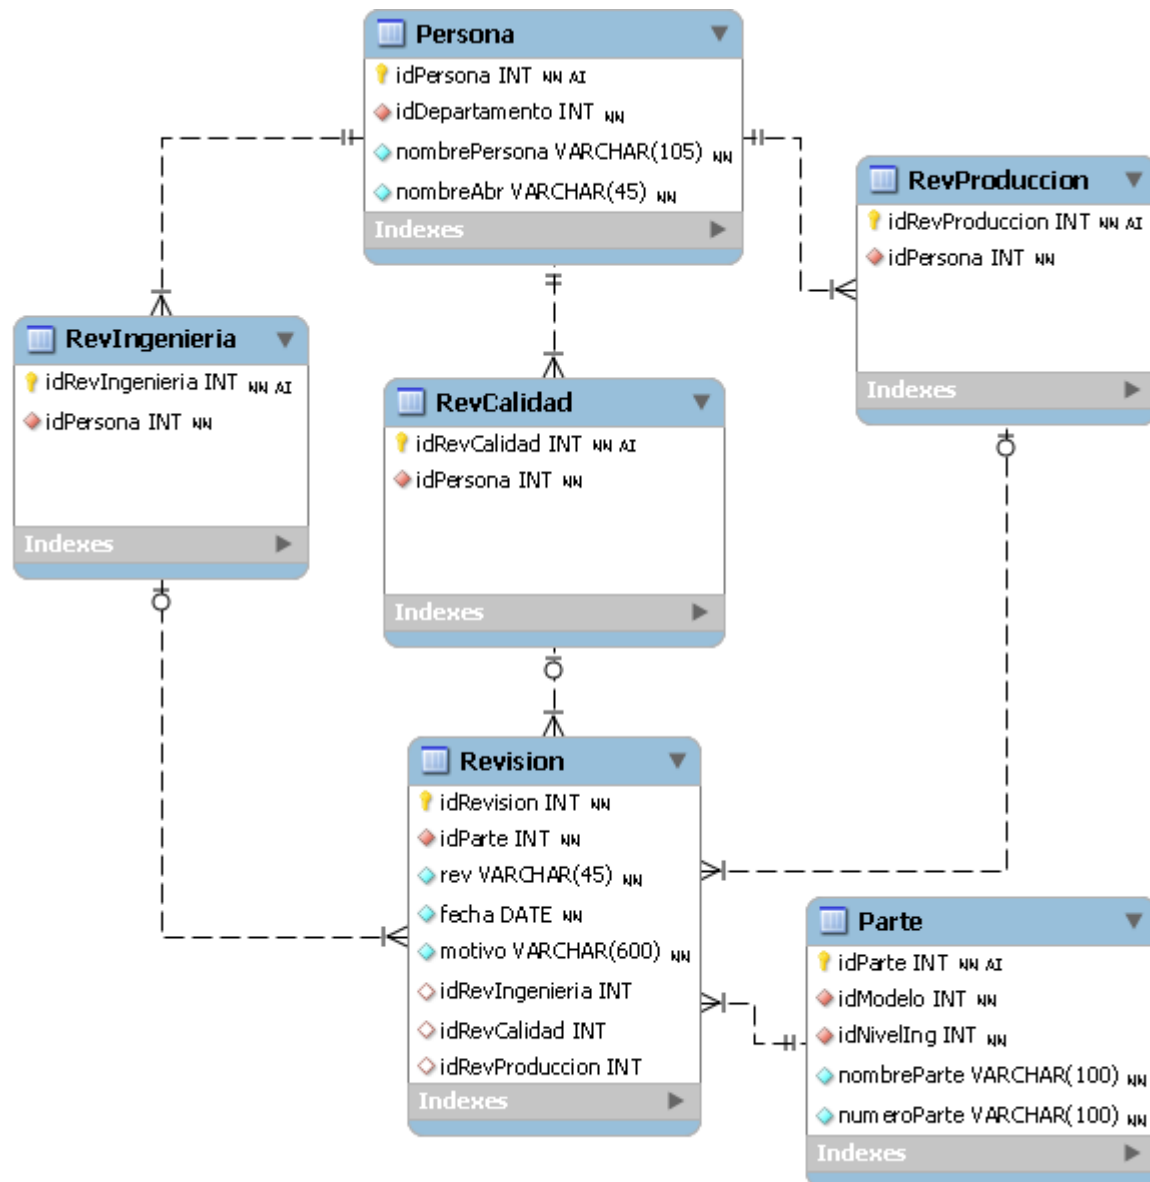 Persona
idPersona INT NN AI
idDepartamento INT NN
nombrePersona VARCHAR(105) NN
nombreAbr VARCHAR(45) NN
Indexes
RevProduccion
idRevProduccion INT NN AI
idPersona INT NN
Indexes
RevIngenieria
idRevIngenieria INT NN AI
idPersona INT NN
Indexes
RevCalidad
idRevCalidad INT NN AI
idPersona INT NN
Indexes
Revision
idRevision INT NN
idParte INT NN
rev VARCHAR(45) NN
fecha DATE NN
motivo VARCHAR(600) NN
idRevIngenieria INT
idRevCalidad INT
idRevProduccion INT
Indexes
Parte
idParte INT NN AI
idModelo INT NN
idNivelIng INT NN
nombreParte VARCHAR(100) NN
numeroParte VARCHAR(100) NN
Indexes